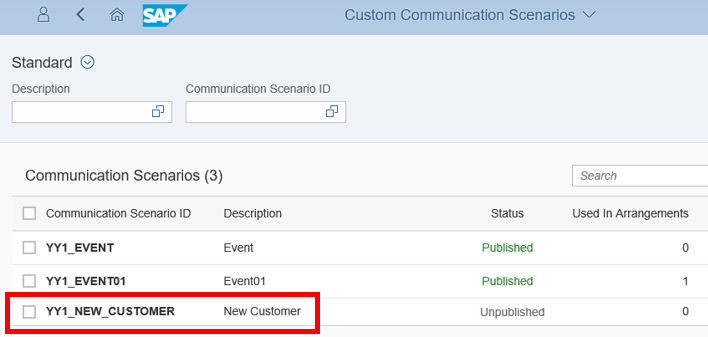 SAP Custom Communication Scenarios
Standard
Description Communication Scenario ID
Communication Scenarios (3) Search
Communication Scenario ID Description Status Used In Arrangements
YY1_EVENT Event Published 0
YY1_EVENT01 Event01 Published 1
YY1_NEW_CUSTOMER New Customer Unpublished 0